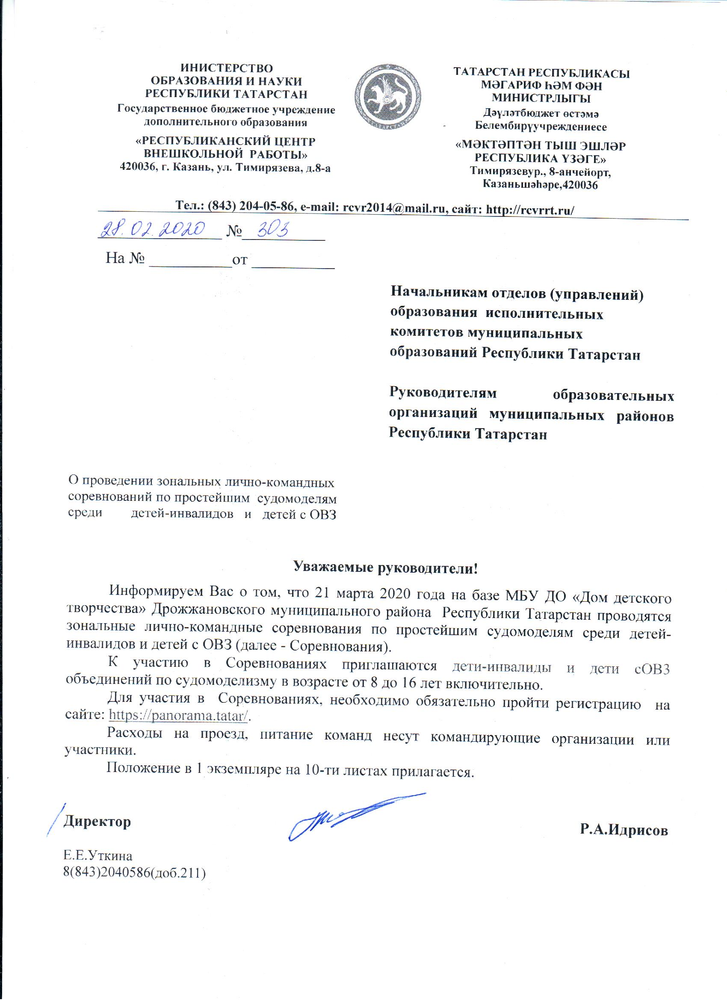 ИНИСТЕРСТВО
ОБРАЗОВАНИЯ И НАУКИ
РЕСПУБЛИКИ ТАТАРСТАН
Государственное бюджетное учреждение
дополнительного образования
«РЕСПУБЛИКАНСКИЙ ЦЕНТР
ВНЕШКОЛЬНОЙ РАБОТЫ»
420036, г. Казань, ул. Тимирязева, д.8-а
ТАТАРСТАН РЕСПУБЛИКАСЫ
МӘГАРИФ ҺӘМ ФӘН
МИНИСТРЛЫГЫ
Дәүләтбюджет өстәмә
Белембирүучреждениесе
«МӘКТӘПТӘН ТЫШ ЭШЛӘР
РЕСПУБЛИКА ҮЗӘГЕ»
Тимирязевур., 8-анчейорт,
Казаньшәһәре,420036
ТАТАРСТАН
Тел.: (843) 204-05-86, e-mail: rcvr2014@mail.ru, сайт: http://rcvrrt.ru/
28.02.2020 № 303
На № ___________от ___________
Начальникам отделов (управлений)
образования исполнительных
комитетов муниципальных
образований Республики Татарстан
Руководителям образовательных
организаций муниципальных районов
Республики Татарстан
О проведении зональных лично-командных
соревнований по простейшим судомоделям
среди детей-инвалидов и детей с ОВЗ
Уважаемые руководители!
Информируем Вас о том, что 21 марта 2020 года на базе МБУ ДО «Дом детского
творчества» Дрожжановского муниципального района Республики Татарстан проводятся
зональные лично-командные соревнования по простейшим судомоделям среди детей-
инвалидов и детей с ОВЗ (далее - Соревнования).
К участию в Соревнованиях приглашаются дети-инвалиды и дети сОВЗ
объединений по судомоделизму в возрасте от 8 до 16 лет включительно.
Для участия в Соревнованиях, необходимо обязательно пройти регистрацию на
сайте: https://panorama.tatar/.
Расходы на проезд, питание команд несут командирующие организации или
участники.
Положение в 1 экземпляре на 10-ти листах прилагается.
Директор
Р.А.Идрисов
Е.Е.Уткина
8(843)2040586(доб.211)